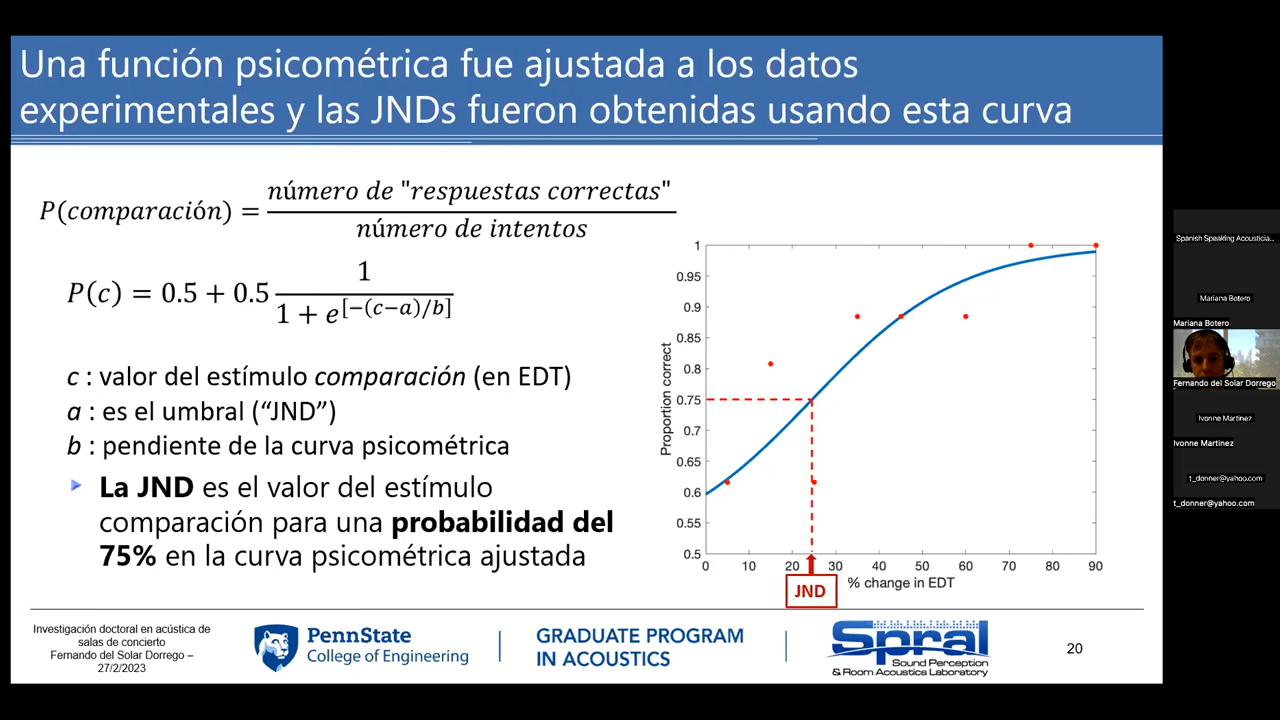 Una función psicométrica fue ajustada a los datos
experimentales y las JNDs fueron obtenidas usando esta curva
P(comparación) = número de "respuestas correctas" / número de intentos
P(c) = 0.5 + 0.5 1 / 1 + e^[−(c−a)/b]
c : valor del estímulo comparación (en EDT)
a : es el umbral (“JND”)
b : pendiente de la curva psicométrica
La JND es el valor del estímulo
comparación para una probabilidad del
75% en la curva psicométrica ajustada
Proportion correct
1
0.95
0.9
0.85
0.8
0.75
0.7
0.65
0.6
0.55
0.5
0 10 20 30 40 50 60 70 80 90
% change in EDT
JND
Investigación doctoral en acústica de
salas de concierto
Fernando del Solar Dorrego –
27/2/2023
PennState
College of Engineering
GRADUATE PROGRAM
IN ACOUSTICS
Spral
Sound Perception
& Room Acoustics Laboratory
20
Spanish Speaking Acousticia...
Mariana Botero
Mariana Botero
Fernando del Solar Dorrego
Ivonne Martinez
Ivonne Martinez
t_donner@yahoo.com
t_donner@yahoo.com